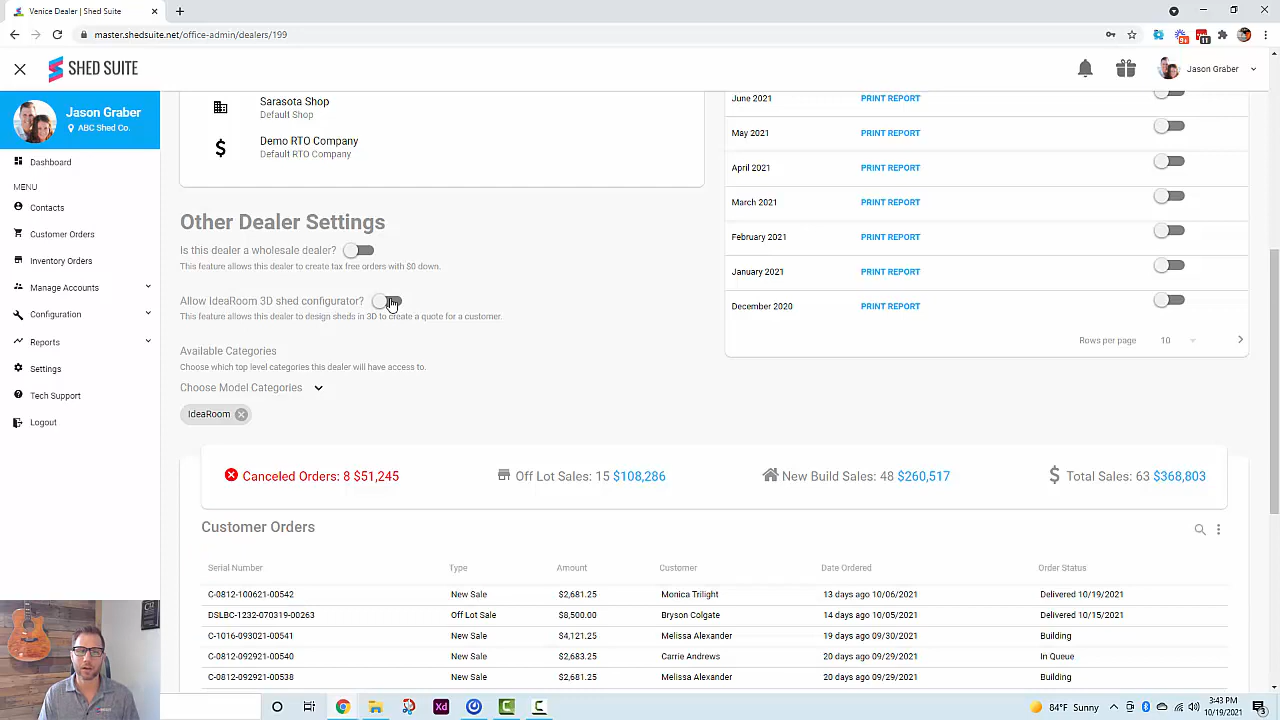 Venice Dealer | Shed Suite
master.shedsuite.net/office-admin/dealers/199
9+
11
SHED SUITE
Jason Graber
Jason Graber
ABC Shed Co.
Dashboard
MENU
Contacts
Customer Orders
Inventory Orders
Manage Accounts
Configuration
Reports
Settings
Tech Support
Logout
Sarasota Shop
Default Shop
Demo RTO Company
Default RTO Company
Other Dealer Settings
Is this dealer a wholesale dealer?
This feature allows this dealer to create tax free orders with $0 down.
Allow IdeaRoom 3D shed configurator?
This feature allows this dealer to design sheds in 3D to create a quote for a customer.
Available Categories
Choose which top level categories this dealer will have access to.
Choose Model Categories
IdeaRoom
June 2021 PRINT REPORT
May 2021 PRINT REPORT
April 2021 PRINT REPORT
March 2021 PRINT REPORT
February 2021 PRINT REPORT
January 2021 PRINT REPORT
December 2020 PRINT REPORT
Rows per page 10
Canceled Orders: 8 $51,245 Off Lot Sales: 15 $108,286 New Build Sales: 48 $260,517 Total Sales: 63 $368,803
Customer Orders
Serial Number Type Amount Customer Date Ordered Order Status
C-0812-100621-00542 New Sale $2,681.25 Monica Trilight 13 days ago 10/06/2021 Delivered 10/19/2021
DSLBC-1232-070319-00263 Off Lot Sale $8,500.00 Bryson Colgate 14 days ago 10/05/2021 Delivered 10/15/2021
C-1016-093021-00541 New Sale $4,121.25 Melissa Alexander 19 days ago 09/30/2021 Building
C-0812-092921-00540 New Sale $2,683.25 Carrie Andrews 20 days ago 09/29/2021 In Queue
C-0812-092921-00538 New Sale $2,681.25 Melissa Alexander 20 days ago 09/29/2021 Building
Xd
84°F Sunny
3:43 PM
10/19/2021